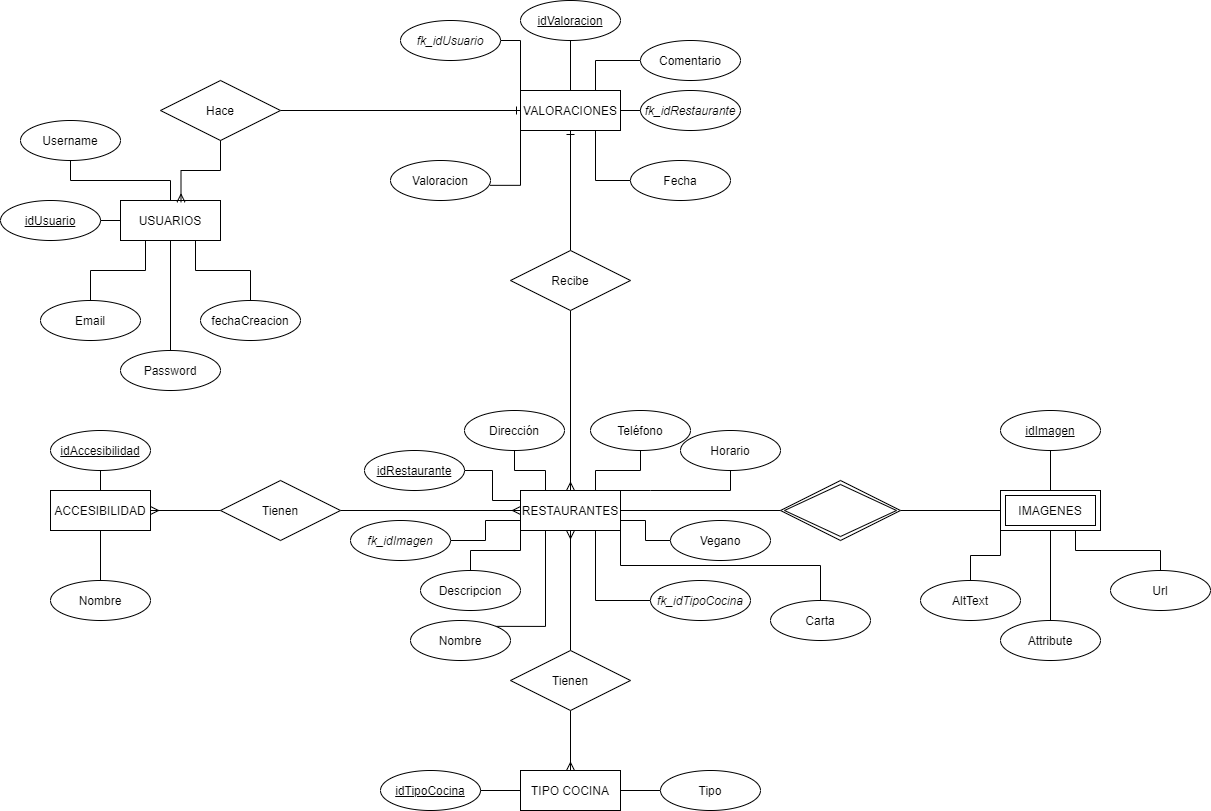 idValoracion
fk_idUsuario
Comentario
Hace
VALORACIONES
fk_idRestaurante
Username
Valoracion
Fecha
idUsuario
USUARIOS
Recibe
Email
fechaCreacion
Password
Dirección
Teléfono
idImagen
idAccesibilidad
Horario
idRestaurante
ACCESIBILIDAD
Tienen
RESTAURANTES
IMAGENES
fk_idImagen
Vegano
Descripcion
Url
Nombre
fk_idTipoCocina
AltText
Carta
Nombre
Attribute
Tienen
idTipoCocina
TIPO COCINA
Tipo